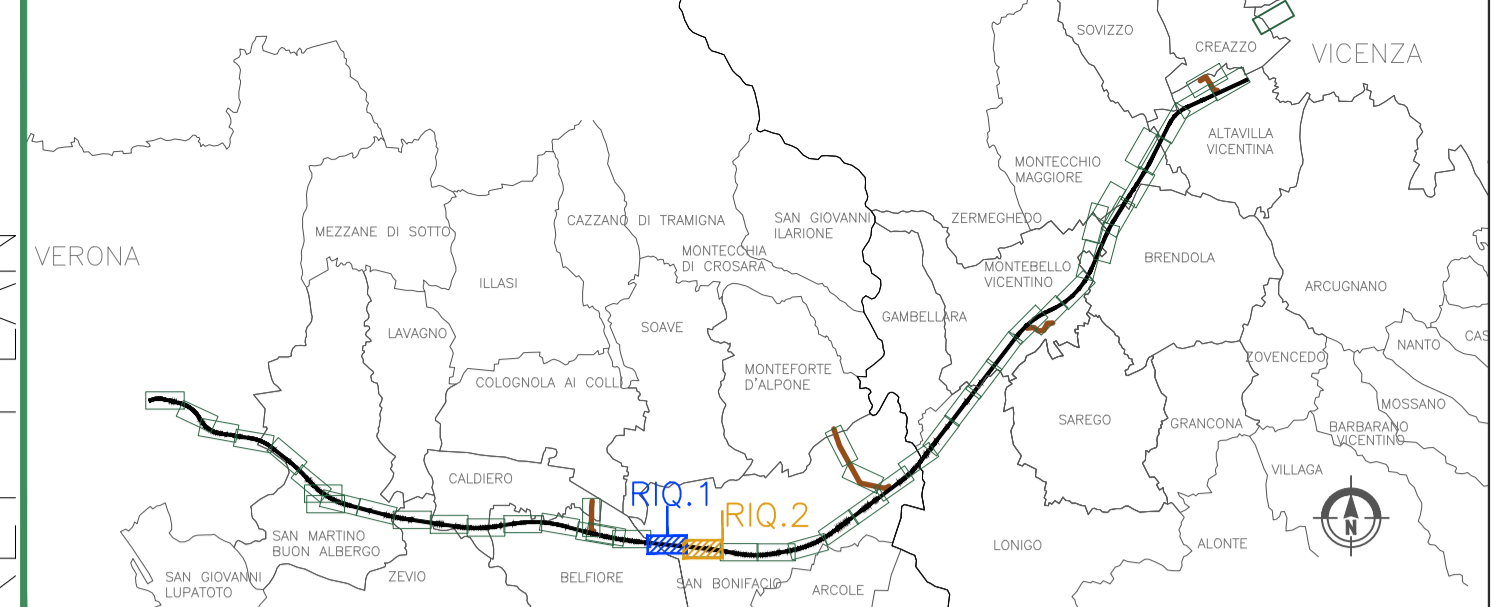 SOVIZZO
CREAZZO
VICENZA
ALTAVILLA
VICENTINA
MONTECCHIO
MAGGIORE
MEZZANE DI SOTTO
CAZZANO DI TRAMIGNA
SAN GIOVANNI
ILARIONE
ZERMEGHEDO
VERONA
MONTECCHIA
DI CROSARA
BRENDOLA
ILLASI
MONTEBELLO
VICENTINO
ARCUGNANO
LAVAGNO
SOAVE
GAMBELLARA
NANTO
CAS
ZOVENCEDO
COLOGNOLA AI COLLI
MONTEFORTE
D'ALPONE
MOSSANO
SAREGO
GRANCONA
BARBARANO
VICENTINO
CALDIERO
VILLAGA
RIQ.1
RIQ.2
N
SAN MARTINO
BUON ALBERGO
LONIGO
ALONTE
SAN GIOVANNI
LUPATOTO
ZEVIO
BELFIORE
SAN BONIFACIO
ARCOLE